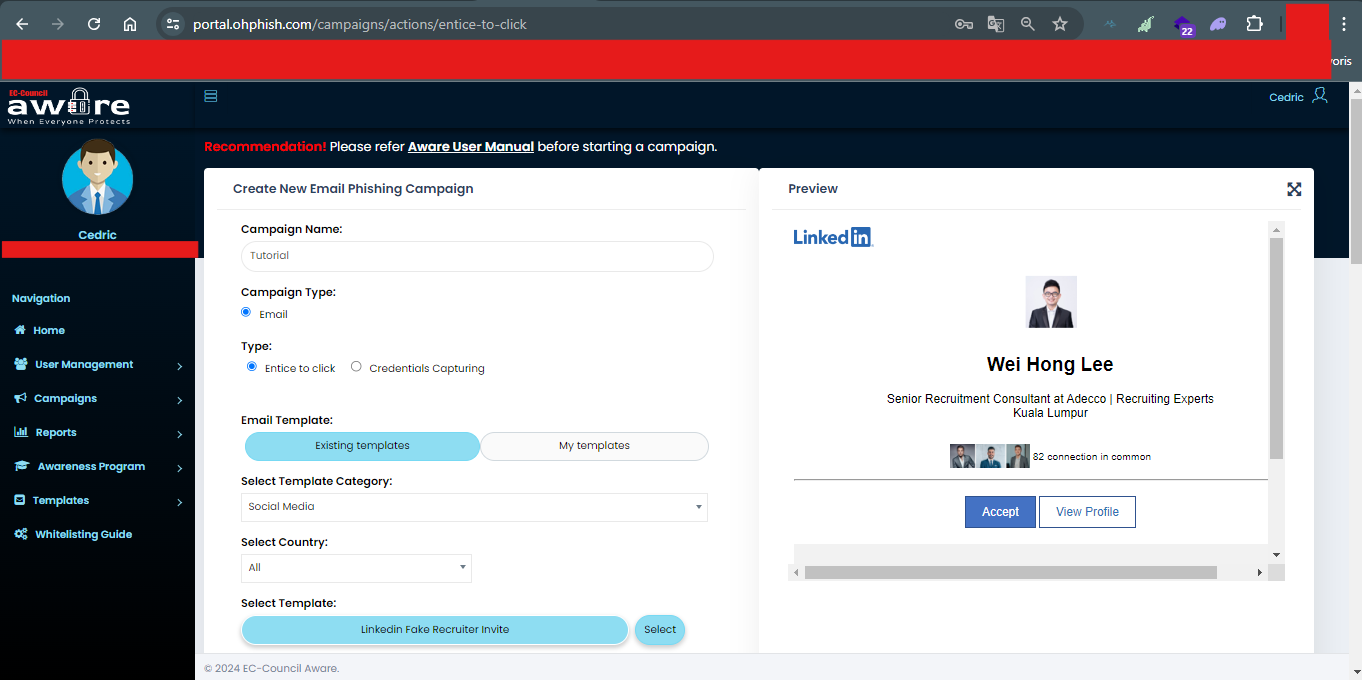 portal.ohphish.com/campaigns/actions/entice-to-click
22
voris
EC-Council
aware
When Everyone Protects
Cedric
Cedric
Navigation
Home
User Management
Campaigns
Reports
Awareness Program
Templates
Whitelisting Guide
Recommendation! Please refer Aware User Manual before starting a campaign.
Create New Email Phishing Campaign
Campaign Name:
Tutorial
Campaign Type:
Email
Type:
Entice to click Credentials Capturing
Email Template:
Existing templates My templates
Select Template Category:
Social Media
Select Country:
All
Select Template:
Linkedin Fake Recruiter Invite Select
Preview
Linked in
Wei Hong Lee
Senior Recruitment Consultant at Adecco | Recruiting Experts
Kuala Lumpur
82 connection in common
Accept View Profile
© 2024 EC-Council Aware.